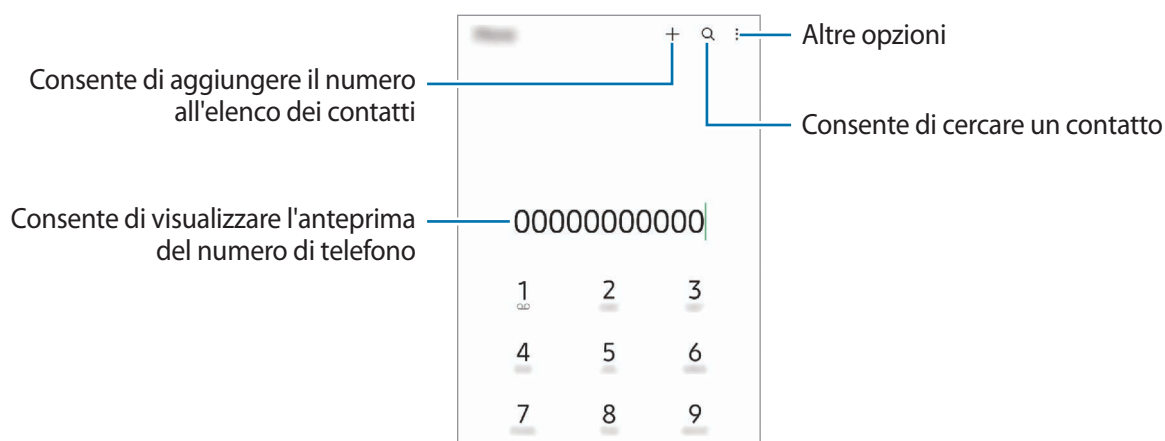 Altre opzioni
Consente di aggiungere il numero
all'elenco dei contatti
Consente di cercare un contatto
Consente di visualizzare l'anteprima
del numero di telefono
00000000000
1 2 3
4 5 6
7 8 9